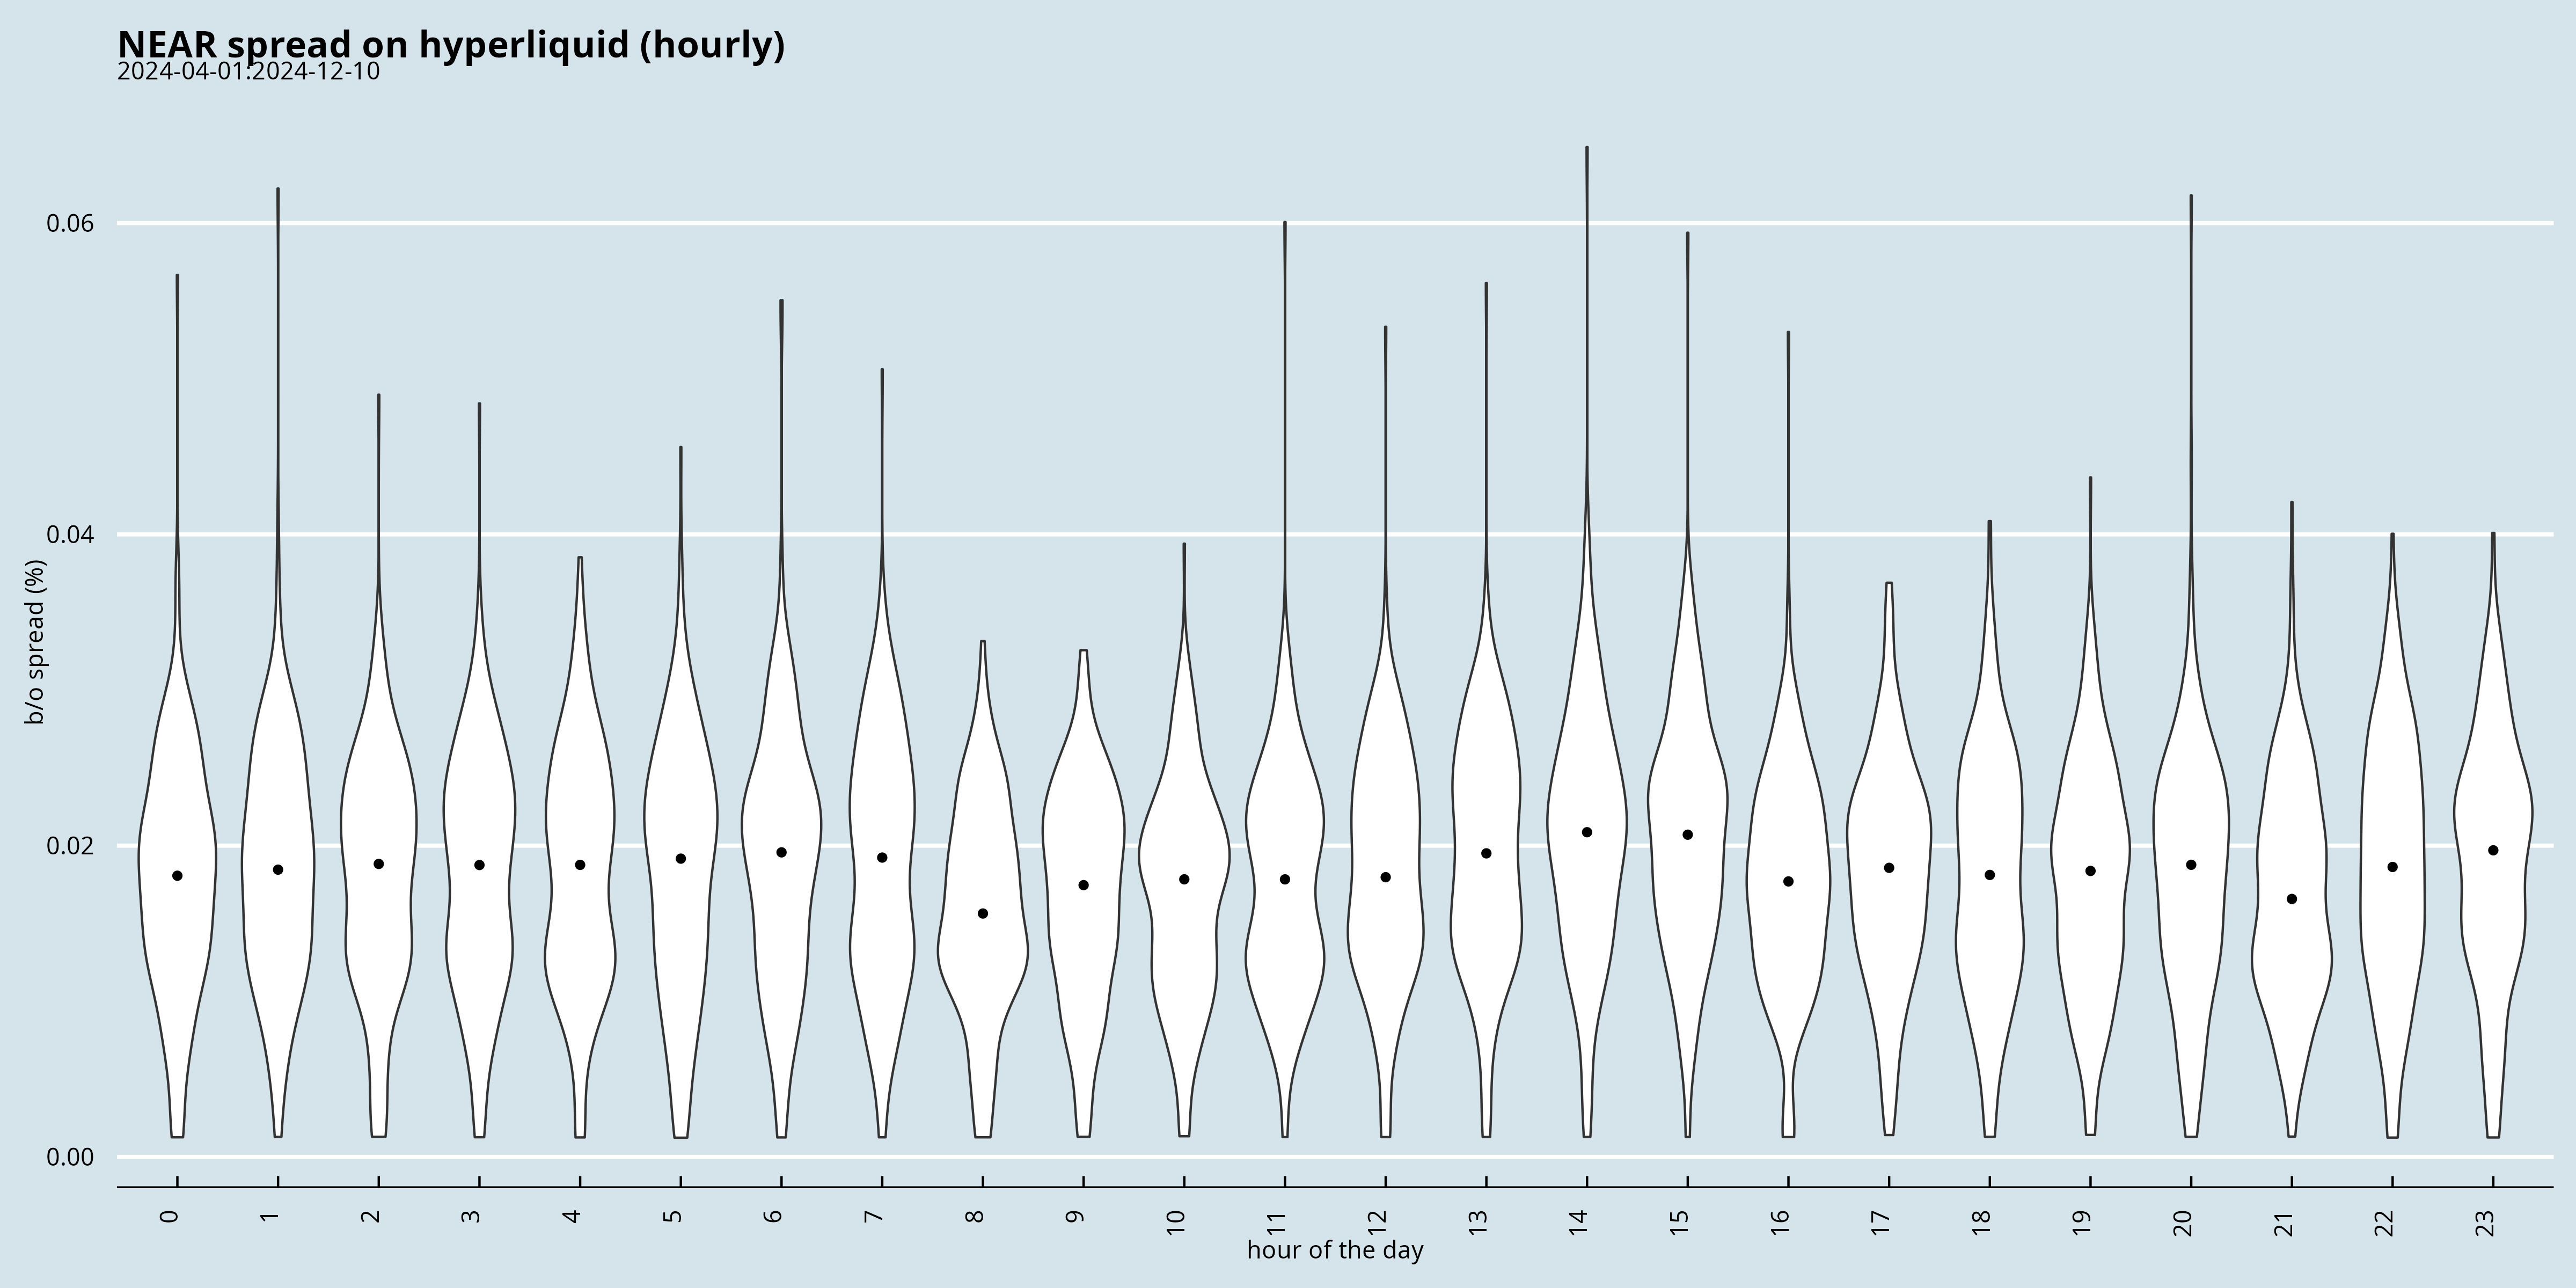 NEAR spread on hyperliquid (hourly)
2024-04-01:2024-12-10
b/o spread (%)
0.06
0.04
0.02
0.00
0 1 2 3 4 5 6 7 8 9 10 11 12 13 14 15 16 17 18 19 20 21 22 23
hour of the day